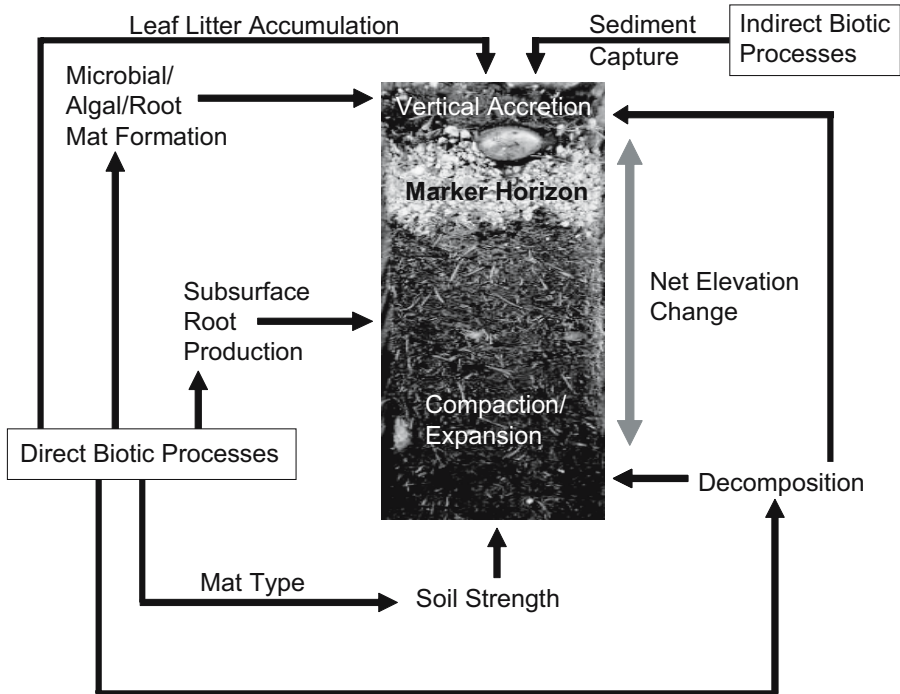 Leaf Litter Accumulation
Sediment
Capture
Indirect Biotic
Processes
Microbial/
Algal/Root
Mat Formation
Vertical Accretion
Marker Horizon
Net Elevation
Change
Subsurface
Root
Production
Compaction/
Expansion
Direct Biotic Processes
Decomposition
Mat Type
Soil Strength